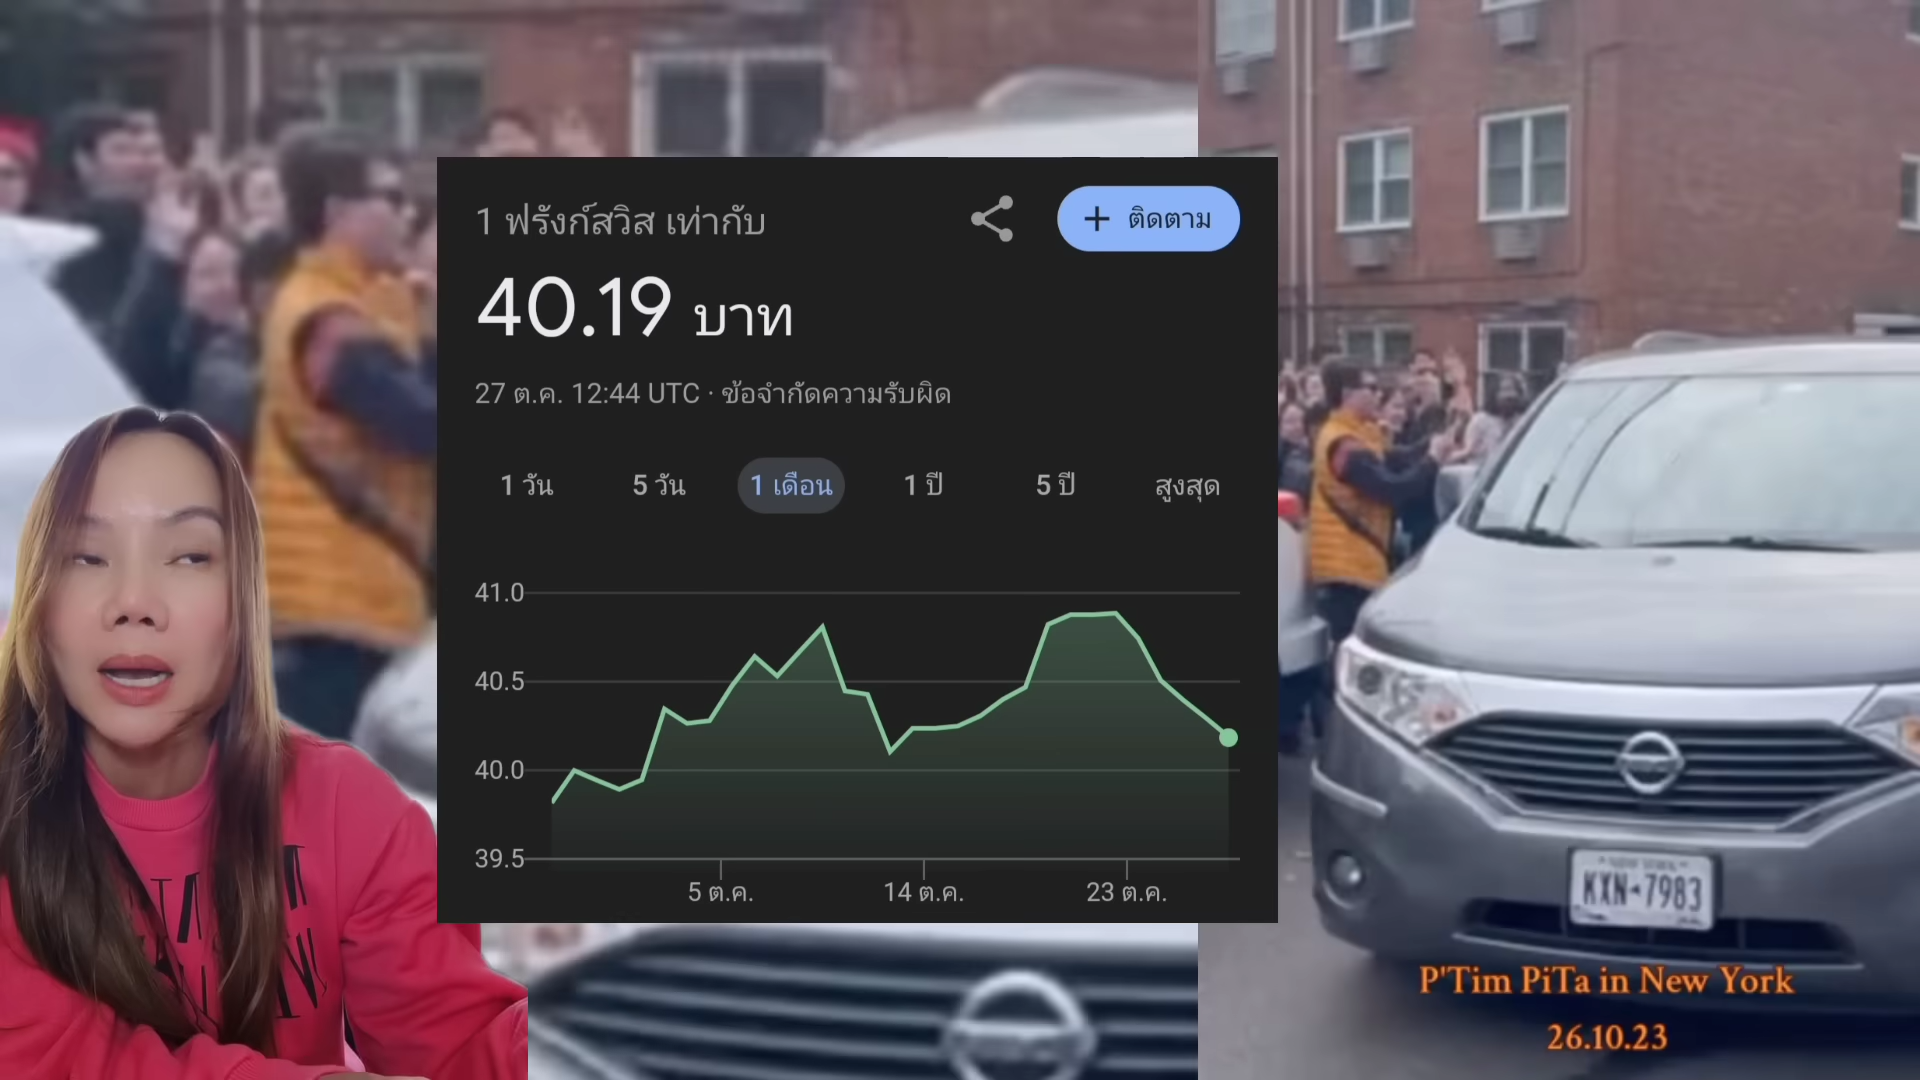 1 ฟรังก์สวิส เท่ากับ
+ ติดตาม
40.19 บาท
27 ต.ค. 12:44 UTC · ข้อจำกัดความรับผิด
1 วัน 5 วัน 1 เดือน 1 ปี 5 ปี สูงสุด
41.0
40.5
40.0
39.5
5 ต.ค. 14 ต.ค. 23 ต.ค.
KXN-7983
P'Tim PiTa in New York
26.10.23